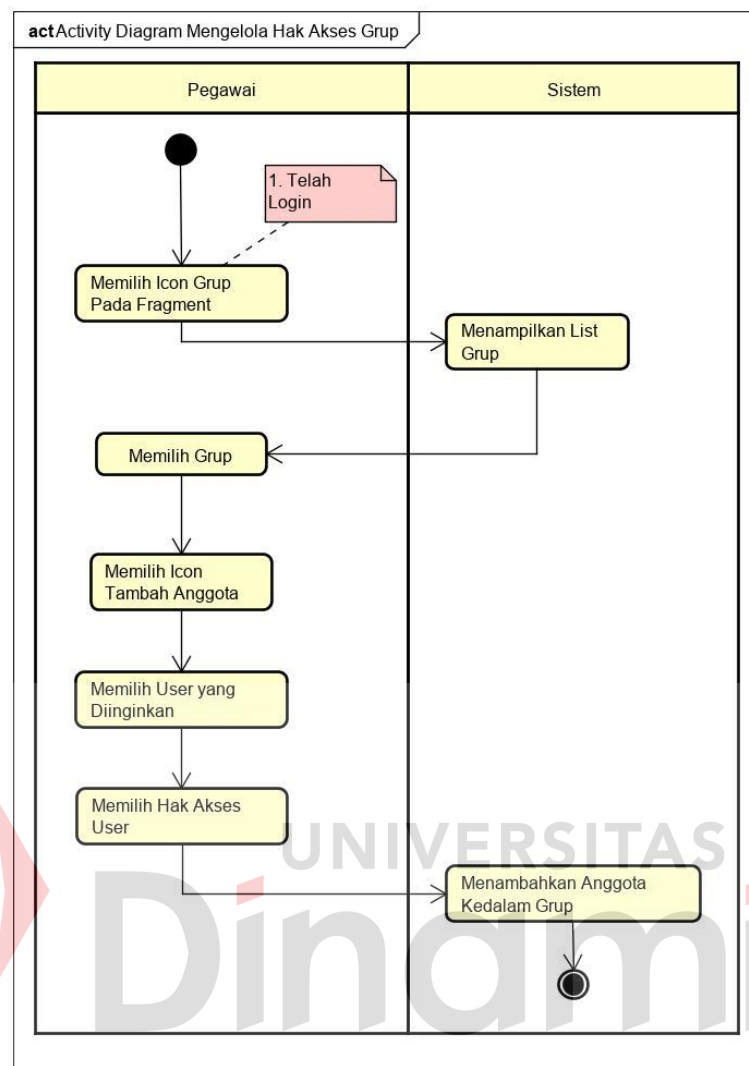 act Activity Diagram Mengelola Hak Akses Grup
Pegawai
Sistem
1. Telah
Login
Memilih Icon Grup
Pada Fragment
Menampilkan List
Grup
Memilih Grup
Memilih Icon
Tambah Anggota
Memilih User yang
Diinginkan
Memilih Hak Akses
User
UNIVERSITAS
Menambahkan Anggota
Kedalam Grup
Dinami